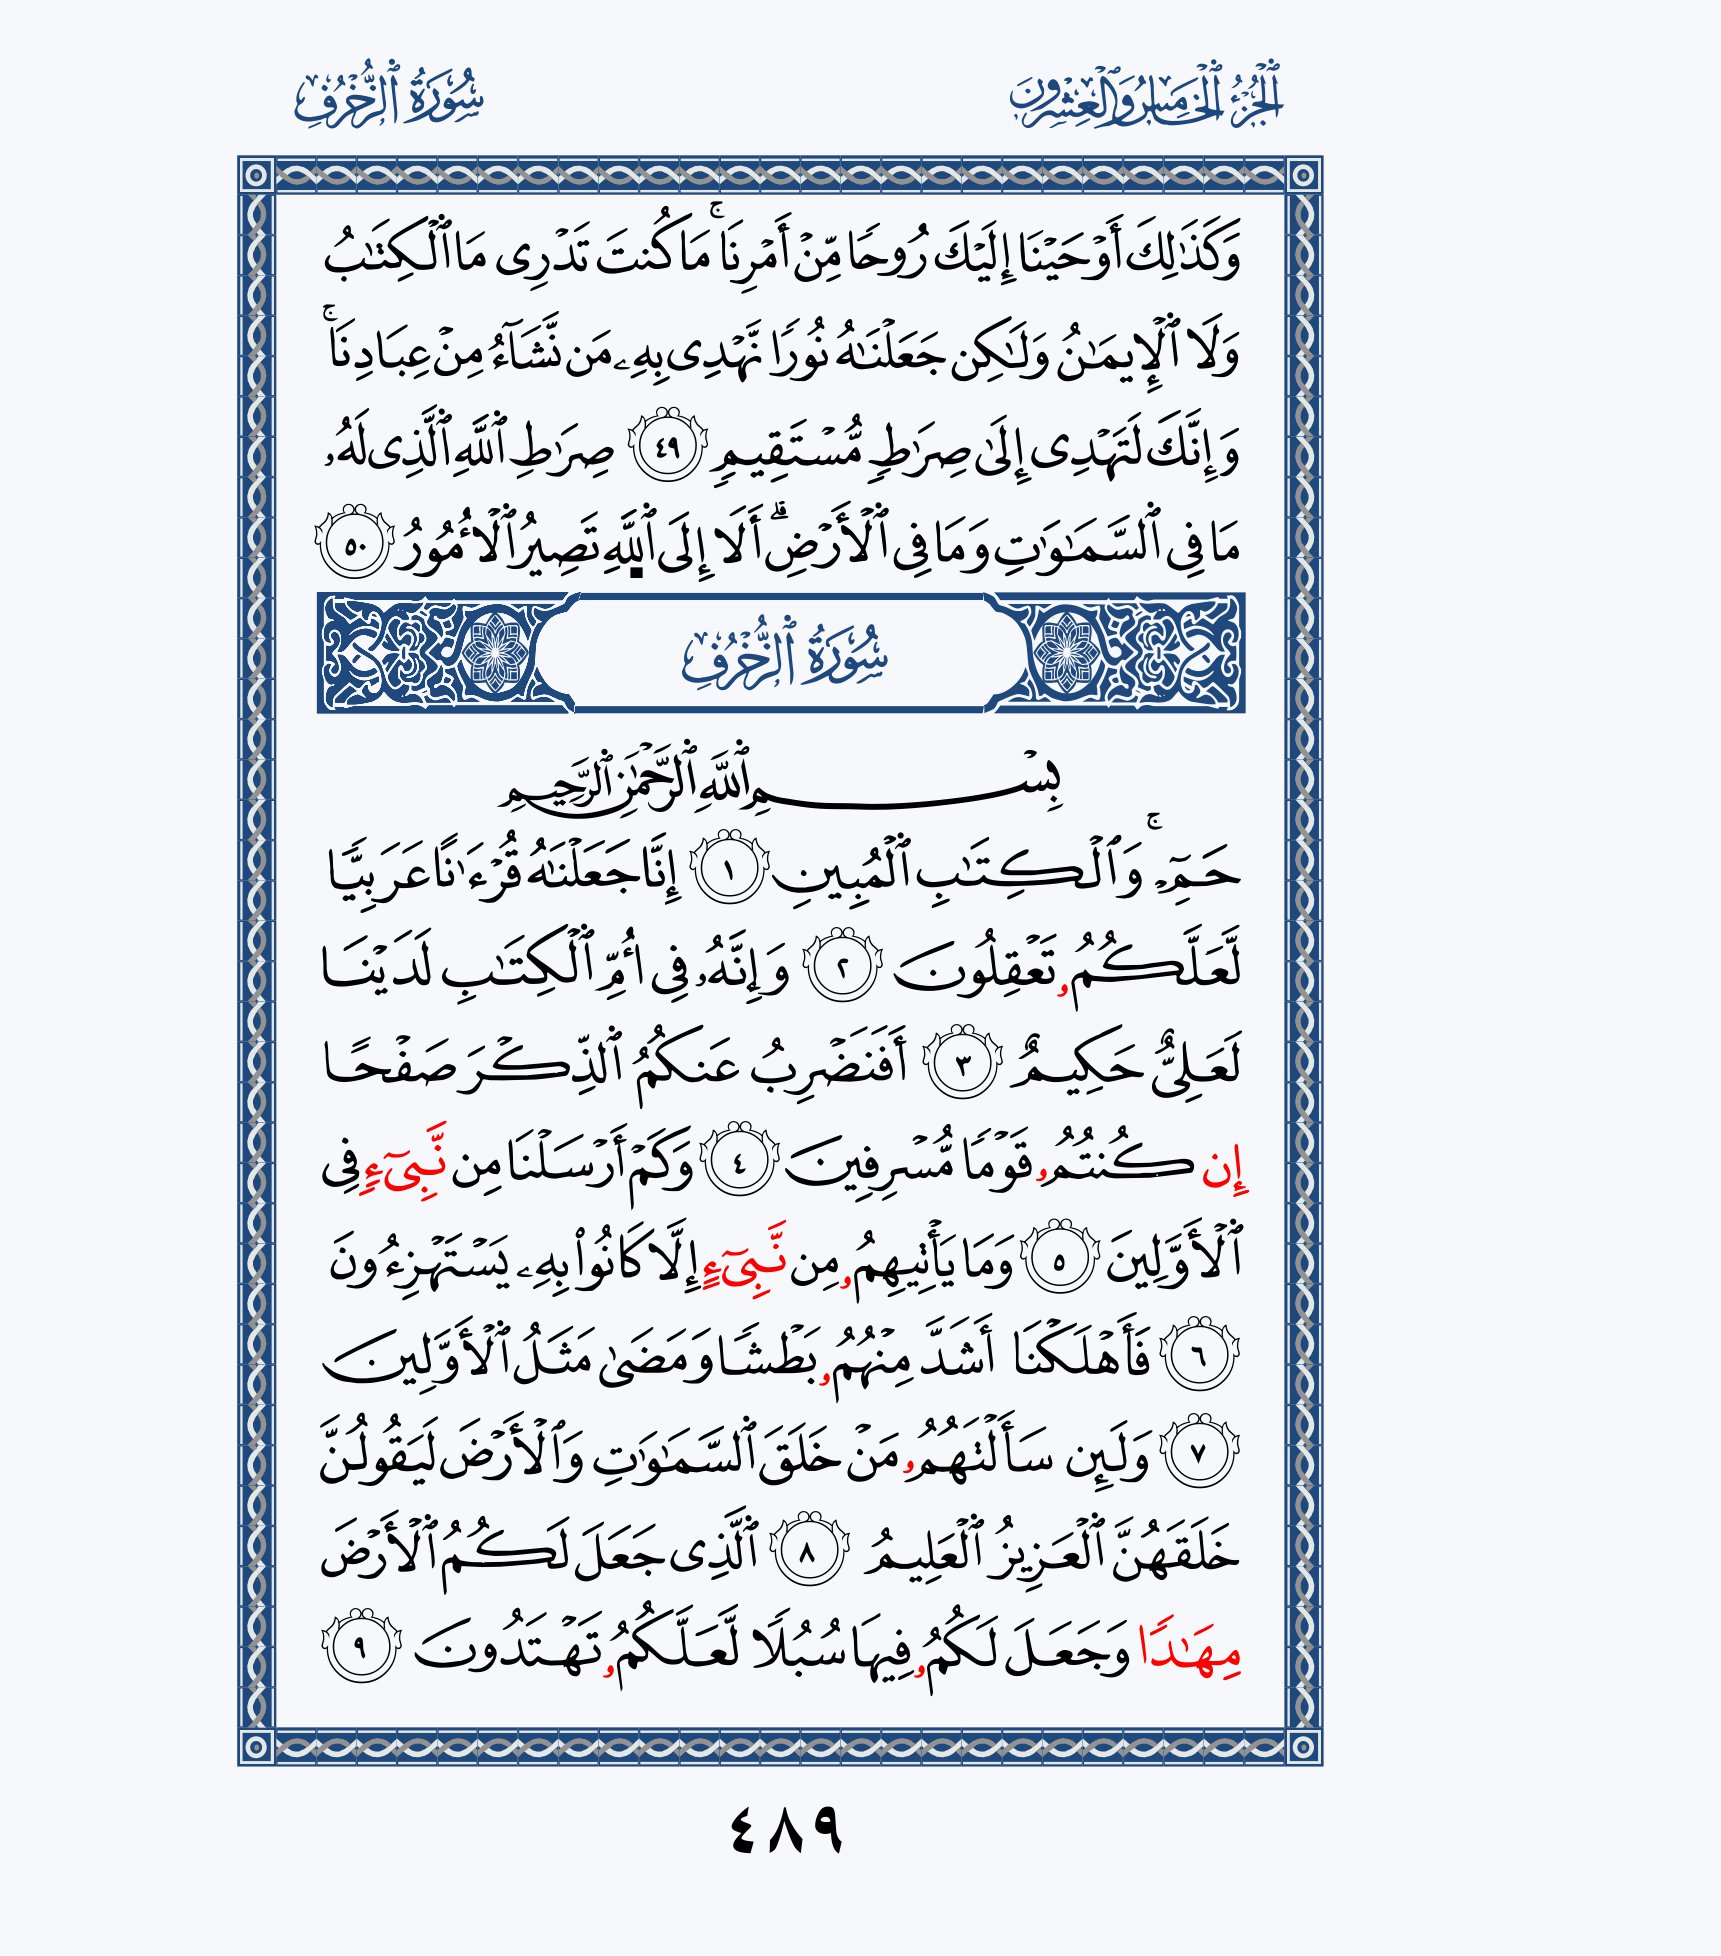 الجُزْءُ ٱلْخَامِسُ وَٱلْعِشْرُونَ
سُورَةُ ٱلزُّخْرُفِ
وَكَذَٰلِكَ أَوْحَيْنَا إِلَيْكَ رُوحًا مِّنْ أَمْرِنَا ۚ مَا كُنتَ تَدْرِى مَا ٱلْكِتَٰبُ
وَلَا ٱلْإِيمَٰنُ وَلَٰكِن جَعَلْنَٰهُ نُورًا نَّهْدِى بِهِۦ مَن نَّشَآءُ مِنْ عِبَادِنَا ۚ
وَإِنَّكَ لَتَهْدِى إِلَىٰ صِرَٰطٍ مُّسْتَقِيمٍ ٤٩ صِرَٰطِ ٱللَّهِ ٱلَّذِى لَهُۥ
مَا فِى ٱلسَّمَٰوَٰتِ وَمَا فِى ٱلْأَرْضِ ۗ أَلَا إِلَى ٱللَّهِ تَصِيرُ ٱلْأُمُورُ ٥٠
سُورَةُ ٱلزُّخْرُفِ
بِسْمِ ٱللَّهِ ٱلرَّحْمَٰنِ ٱلرَّحِيمِ
حَمِٓ ۚ وَٱلْكِتَٰبِ ٱلْمُبِينِ ١ إِنَّا جَعَلْنَٰهُ قُرْءَٰنًا عَرَبِيًّا
لَّعَلَّكُمُۥ تَعْقِلُونَ ٢ وَإِنَّهُۥ فِى أُمِّ ٱلْكِتَٰبِ لَدَيْنَا
لَعَلِىٌّ حَكِيمٌ ٣ أَفَنَضْرِبُ عَنكُمُ ٱلذِّكْرَ صَفْحًا
إِن كُنتُمُۥ قَوْمًا مُّسْرِفِينَ ٤ وَكَمْ أَرْسَلْنَا مِن نَّبِىٓءٍ فِى
ٱلْأَوَّلِينَ ٥ وَمَا يَأْتِيهِمُۥ مِن نَّبِىٓءٍ إِلَّا كَانُوا۟ بِهِۦ يَسْتَهْزِءُونَ
٦ فَأَهْلَكْنَا أَشَدَّ مِنْهُمُۥ بَطْشًا وَمَضَىٰ مَثَلُ ٱلْأَوَّلِينَ
٧ وَلَئِن سَأَلْتَهُمُۥ مَنْ خَلَقَ ٱلسَّمَٰوَٰتِ وَٱلْأَرْضَ لَيَقُولُنَّ
خَلَقَهُنَّ ٱلْعَزِيزُ ٱلْعَلِيمُ ٨ ٱلَّذِى جَعَلَ لَكُمُ ٱلْأَرْضَ
مِهَٰدًا وَجَعَلَ لَكُمُۥ فِيهَا سُبُلًا لَّعَلَّكُمُۥ تَهْتَدُونَ ٩
٤٨٩